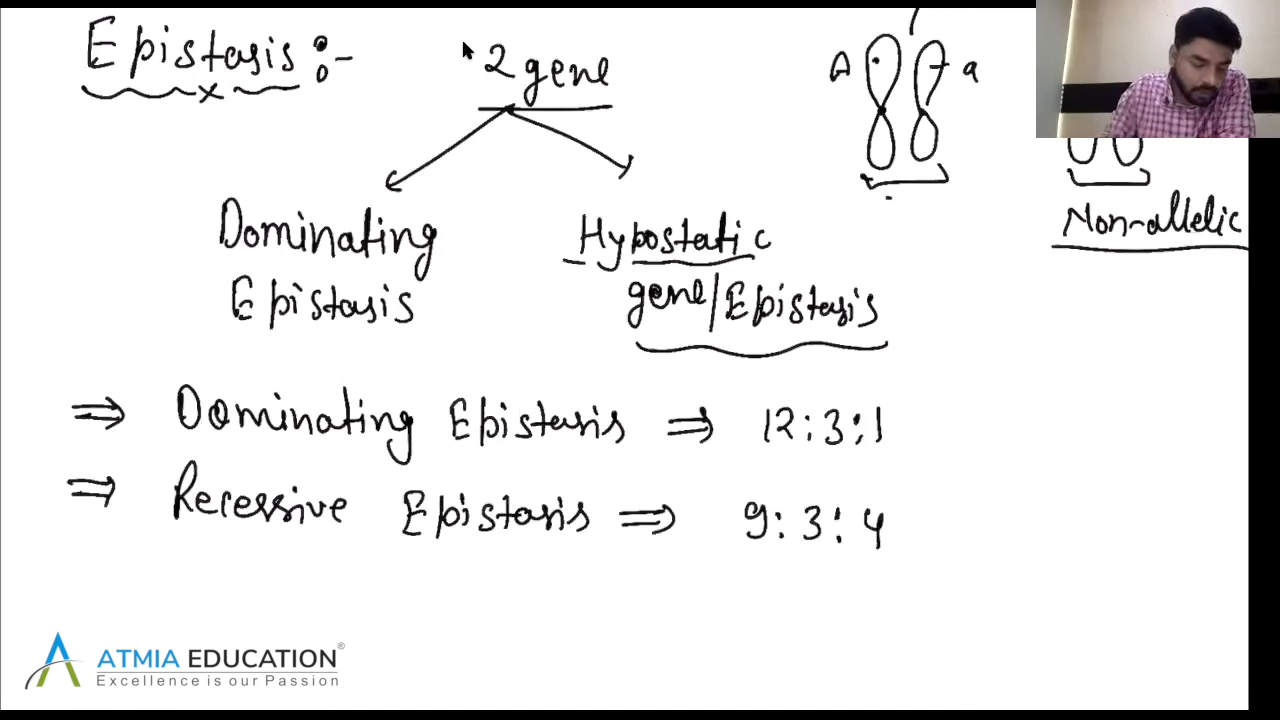 Epistasis :-
2 gene
A a
Non-allelic
Dominating
Epistasis
Hypostatic
gene/Epistasis
⇒ Dominating Epistasis ⇒ 12:3:1
⇒ Recessive Epistasis ⇒ 9:3:4
ATMIA EDUCATION®
Excellence is our Passion